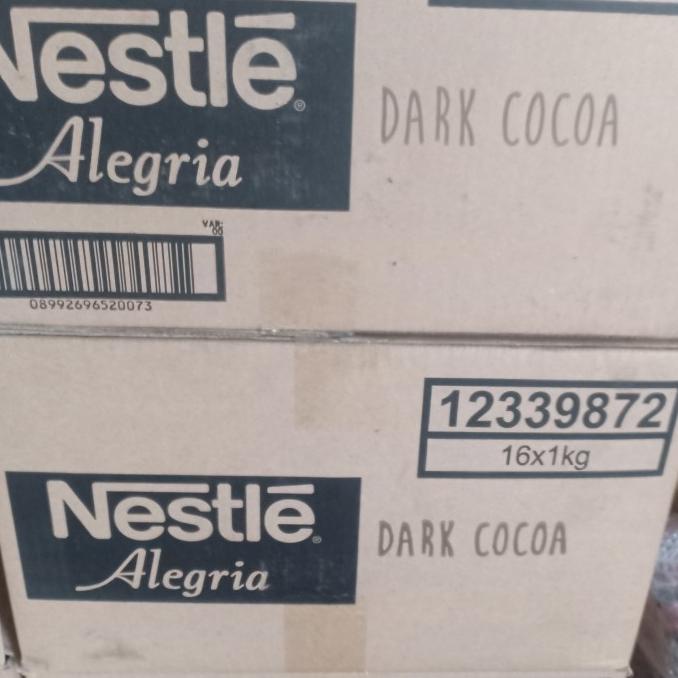 Nestlé®
Alegria
DARK COCOA
VAR:
00
08992696520073
12339872
16x1kg
Nestlé®
Alegria
DARK COCOA